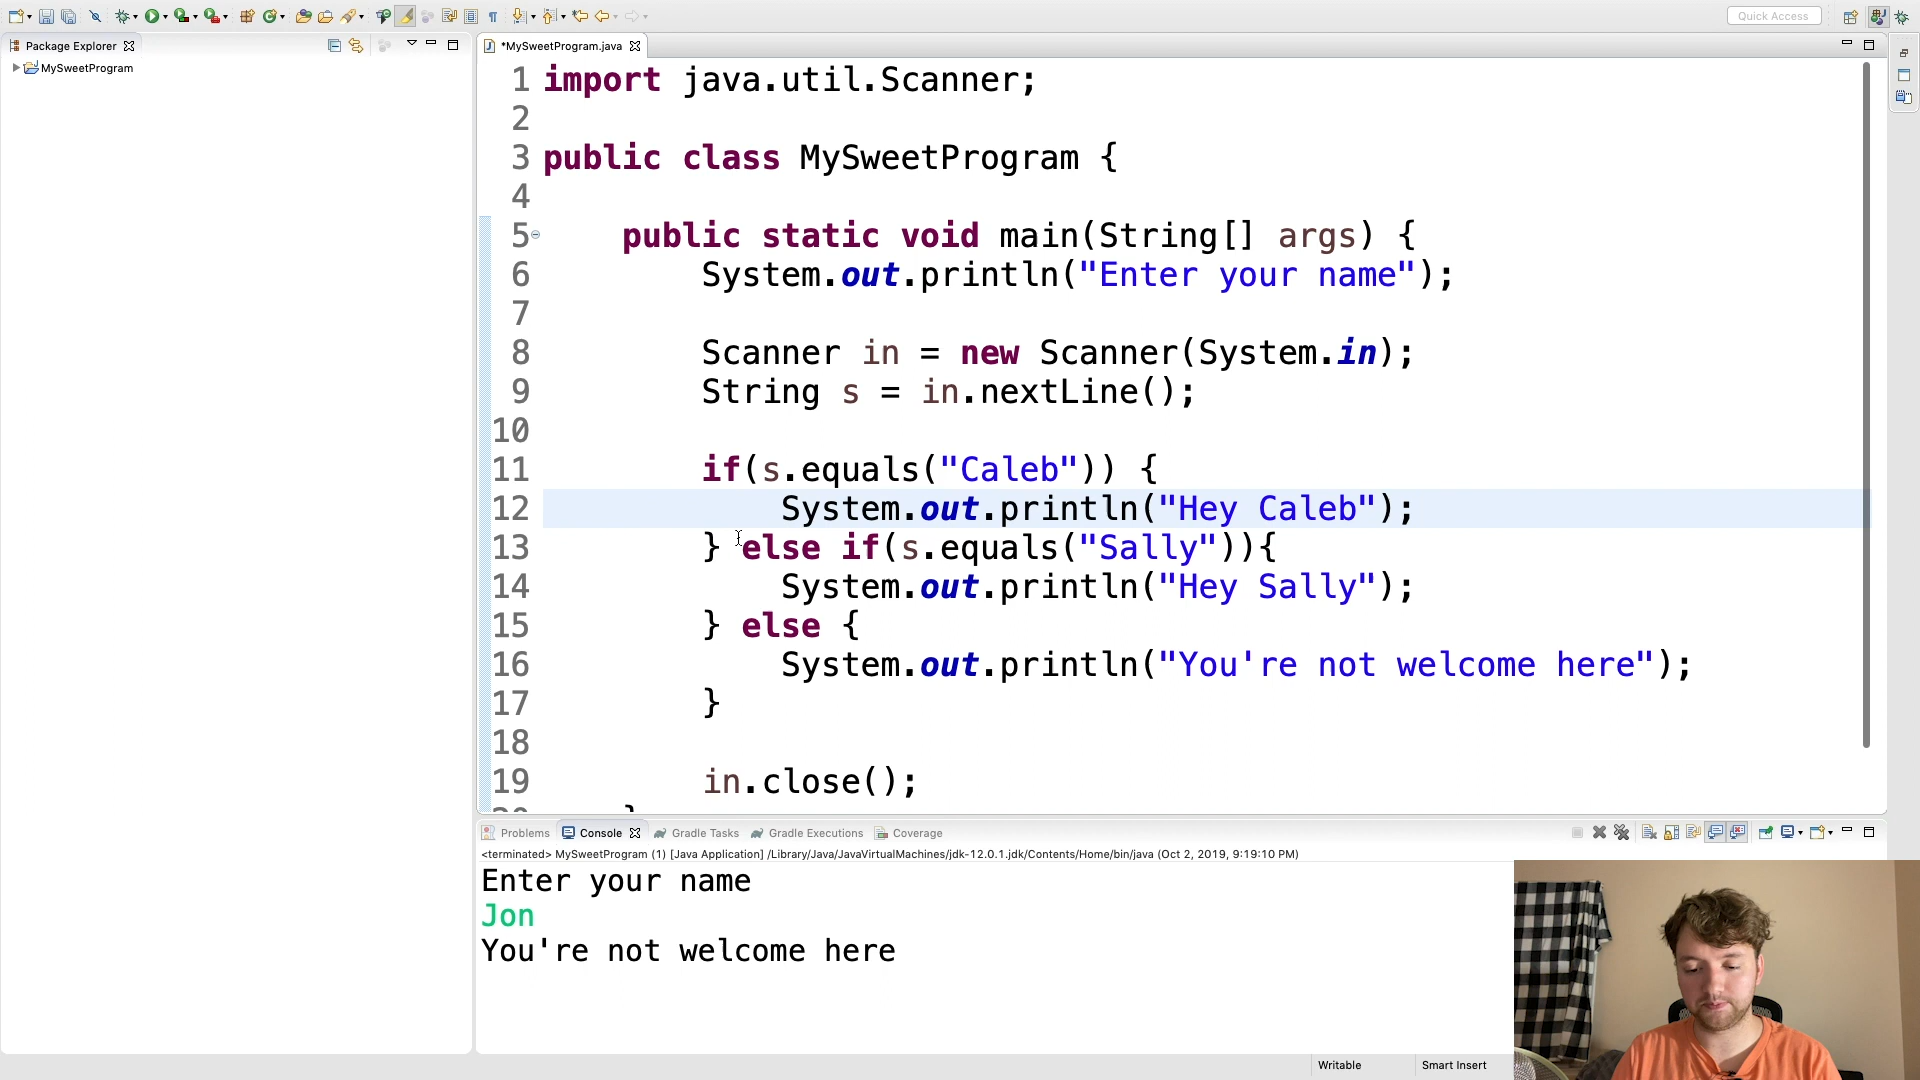 Quick Access
Package Explorer
MySweetProgram
*MySweetProgram.java
1 import java.util.Scanner;
2
3 public class MySweetProgram {
4
5 public static void main(String[] args) {
6 System.out.println("Enter your name");
7
8 Scanner in = new Scanner(System.in);
9 String s = in.nextLine();
10
11 if(s.equals("Caleb")) {
12 System.out.println("Hey Caleb");
13 } else if(s.equals("Sally")){
14 System.out.println("Hey Sally");
15 } else {
16 System.out.println("You're not welcome here");
17 }
18
19 in.close();
Problems Console Gradle Tasks Gradle Executions Coverage
<terminated> MySweetProgram (1) [Java Application] /Library/Java/JavaVirtualMachines/jdk-12.0.1.jdk/Contents/Home/bin/java (Oct 2, 2019, 9:19:10 PM)
Enter your name
Jon
You're not welcome here
Writable Smart Insert